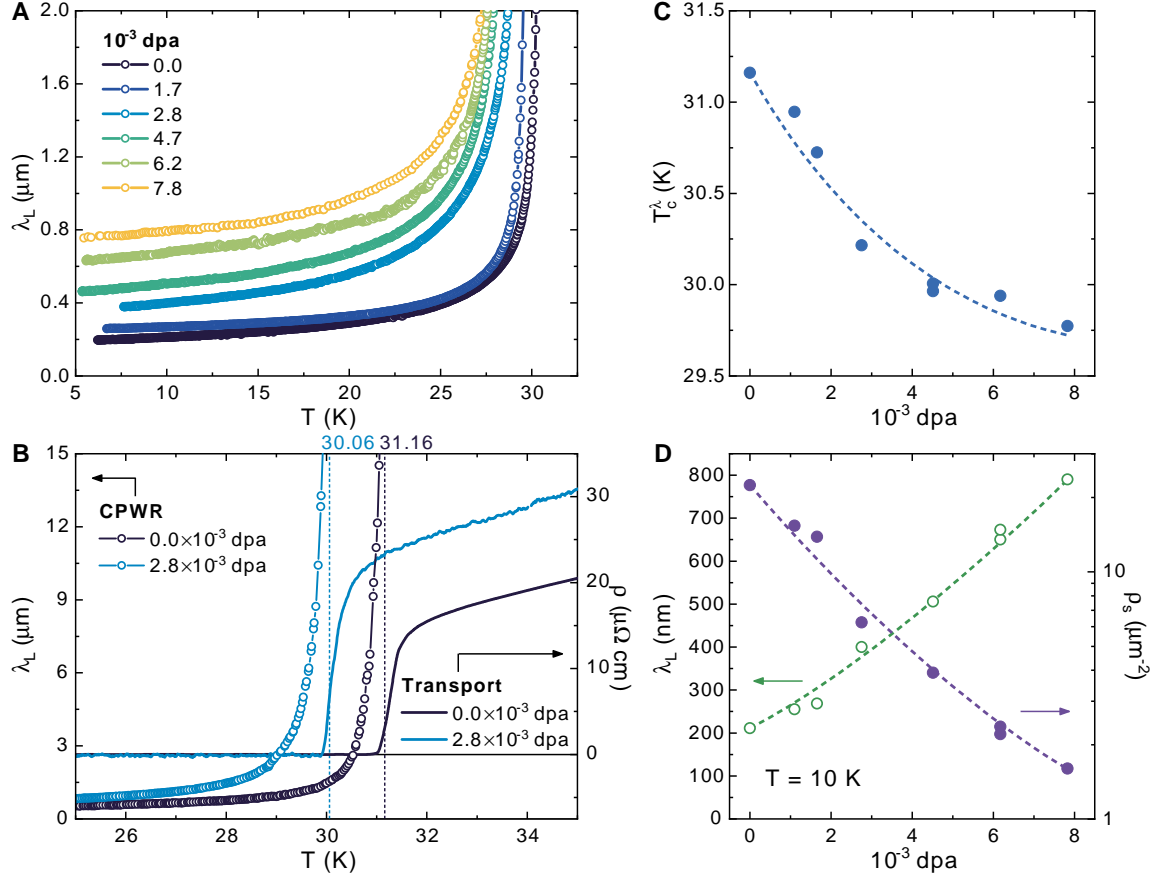 A
2.0
1.6
1.2
0.8
0.4
0.0
λL (μm)
10-3 dpa
0.0
1.7
2.8
4.7
6.2
7.8
5 10 15 20 25 30
T (K)
C
31.5
31.0
30.5
30.0
29.5
Tcλ (K)
0 2 4 6 8
10-3 dpa
B
30.06 31.16
15
12
9
6
3
0
λL (μm)
CPWR
0.0×10-3 dpa
2.8×10-3 dpa
Transport
0.0×10-3 dpa
2.8×10-3 dpa
30
20
10
0
ρ (μΩ cm)
26 28 30 32 34
T (K)
D
800
700
600
500
400
300
200
100
0
λL (nm)
T = 10 K
10
1
ρs (μm-2)
0 2 4 6 8
10-3 dpa